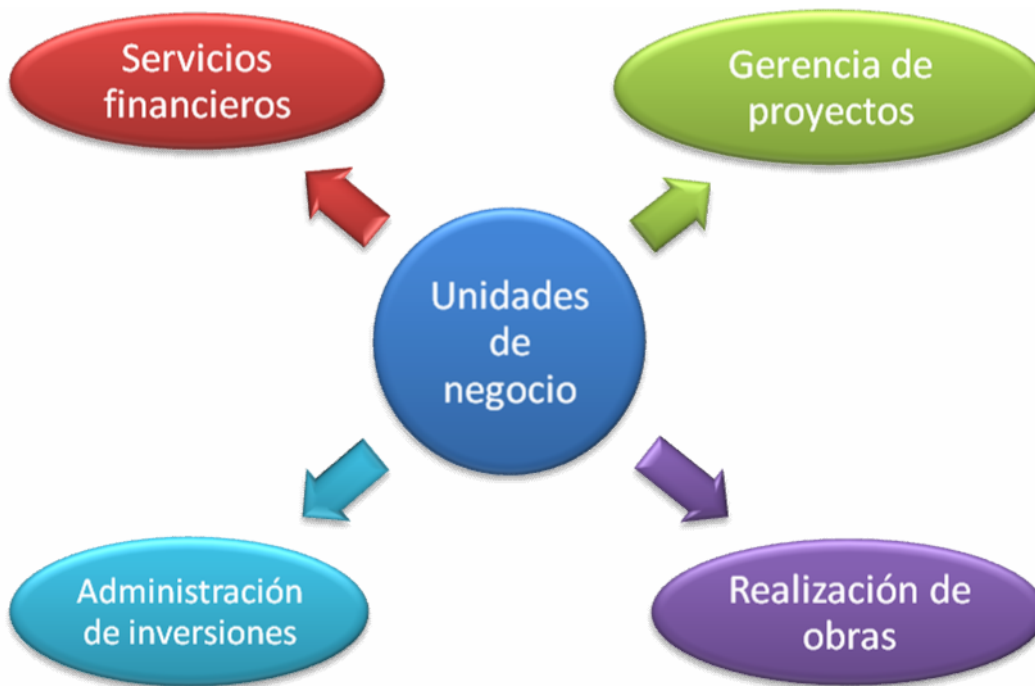 Servicios
financieros
Gerencia de
proyectos
Unidades
de
negocio
Administración
de inversiones
Realización de
obras